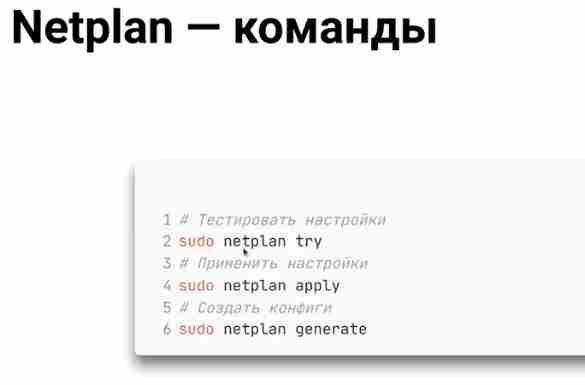 Netplan — команды
1 # Тестировать настройки
2 sudo netplan try
3 # Применить настройки
4 sudo netplan apply
5 # Создать конфиги
6 sudo netplan generate